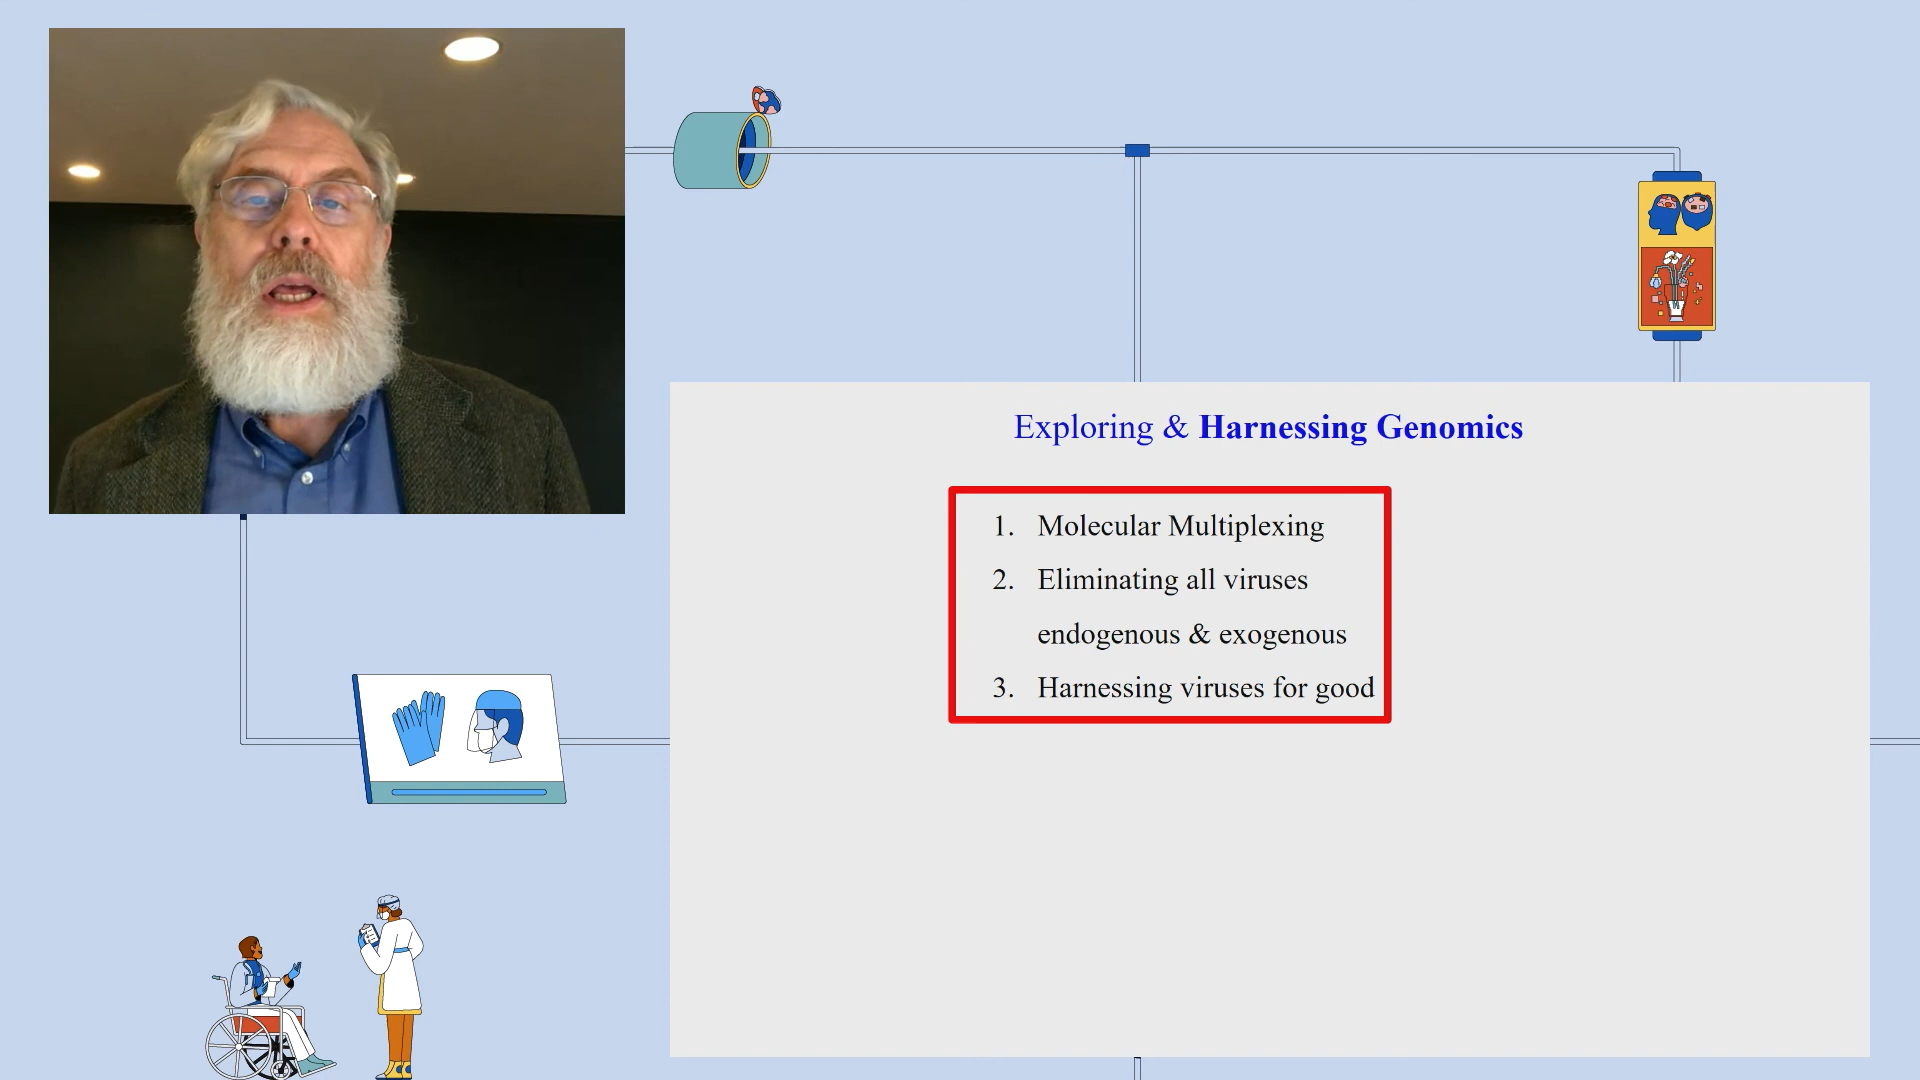 Exploring & Harnessing Genomics
1. Molecular Multiplexing
2. Eliminating all viruses
endogenous & exogenous
3. Harnessing viruses for good